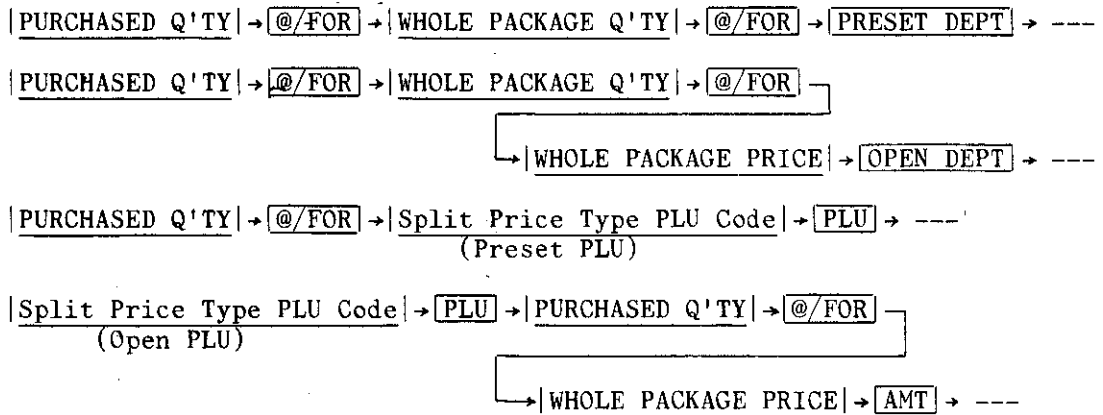 |PURCHASED Q'TY| → @/FOR → |WHOLE PACKAGE Q'TY| → @/FOR → PRESET DEPT → ---
|PURCHASED Q'TY| → @/FOR → |WHOLE PACKAGE Q'TY| → @/FOR
→ |WHOLE PACKAGE PRICE| → OPEN DEPT → ---
|PURCHASED Q'TY| → @/FOR → |Split Price Type PLU Code| → PLU → ---
(Preset PLU)
|Split Price Type PLU Code| → PLU → |PURCHASED Q'TY| → @/FOR
(Open PLU)
→ |WHOLE PACKAGE PRICE| → AMT → ---